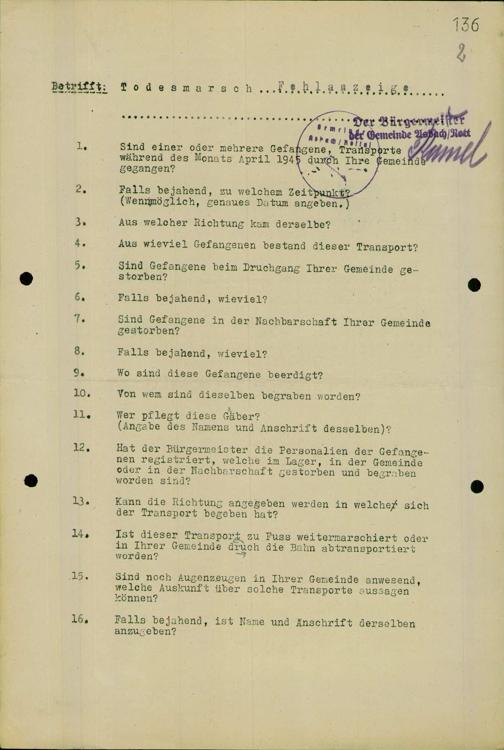 136
2
Betrifft: Todesmarsch ...Fehlanzeige......
Der Bürgermeister
der Gemeinde Asbach/Rott
1. Sind einer oder mehrere Gefangene, Transporte
während des Monats April 1945 durch Ihre Gemeinde
gegangen?
2. Falls bejahend, zu welchem Zeitpunkt?
(Wennmöglich, genaues Datum angeben.)
3. Aus welcher Richtung kam derselbe?
4. Aus wieviel Gefangenen bestand dieser Transport?
5. Sind Gefangene beim Druchgang Ihrer Gemeinde ge-
storben?
6. Falls bejahend, wieviel?
7. Sind Gefangene in der Nachbarschaft Ihrer Gemeinde
gestorben?
8. Falls bejahend, wieviel?
9. Wo sind diese Gefangene beerdigt?
10. Von wem sind dieselben begraben worden?
11. Wer pflegt diese Gäber?
(Angabe des Namens und Anschrift desselben)?
12. Hat der Bürgermeister die Personalien der Gefange-
nen registriert, welche im Lager, in der Gemeinde
oder in der Nachbarschaft gestorben und begraben
worden sind?
13. Kann die Richtung angegeben werden in welcher sich
der Transport begeben hat?
14. Ist dieser Transport zu Fuss weitermarschiert oder
in Ihrer Gemeinde druch die Bahn abtransportiert
worden?
15. Sind noch Augenzeugen in Ihrer Gemeinde anwesend,
welche Auskunft über solche Transporte aussagen
können?
16. Falls bejahend, ist Name und Anschrift derselben
anzugeben?